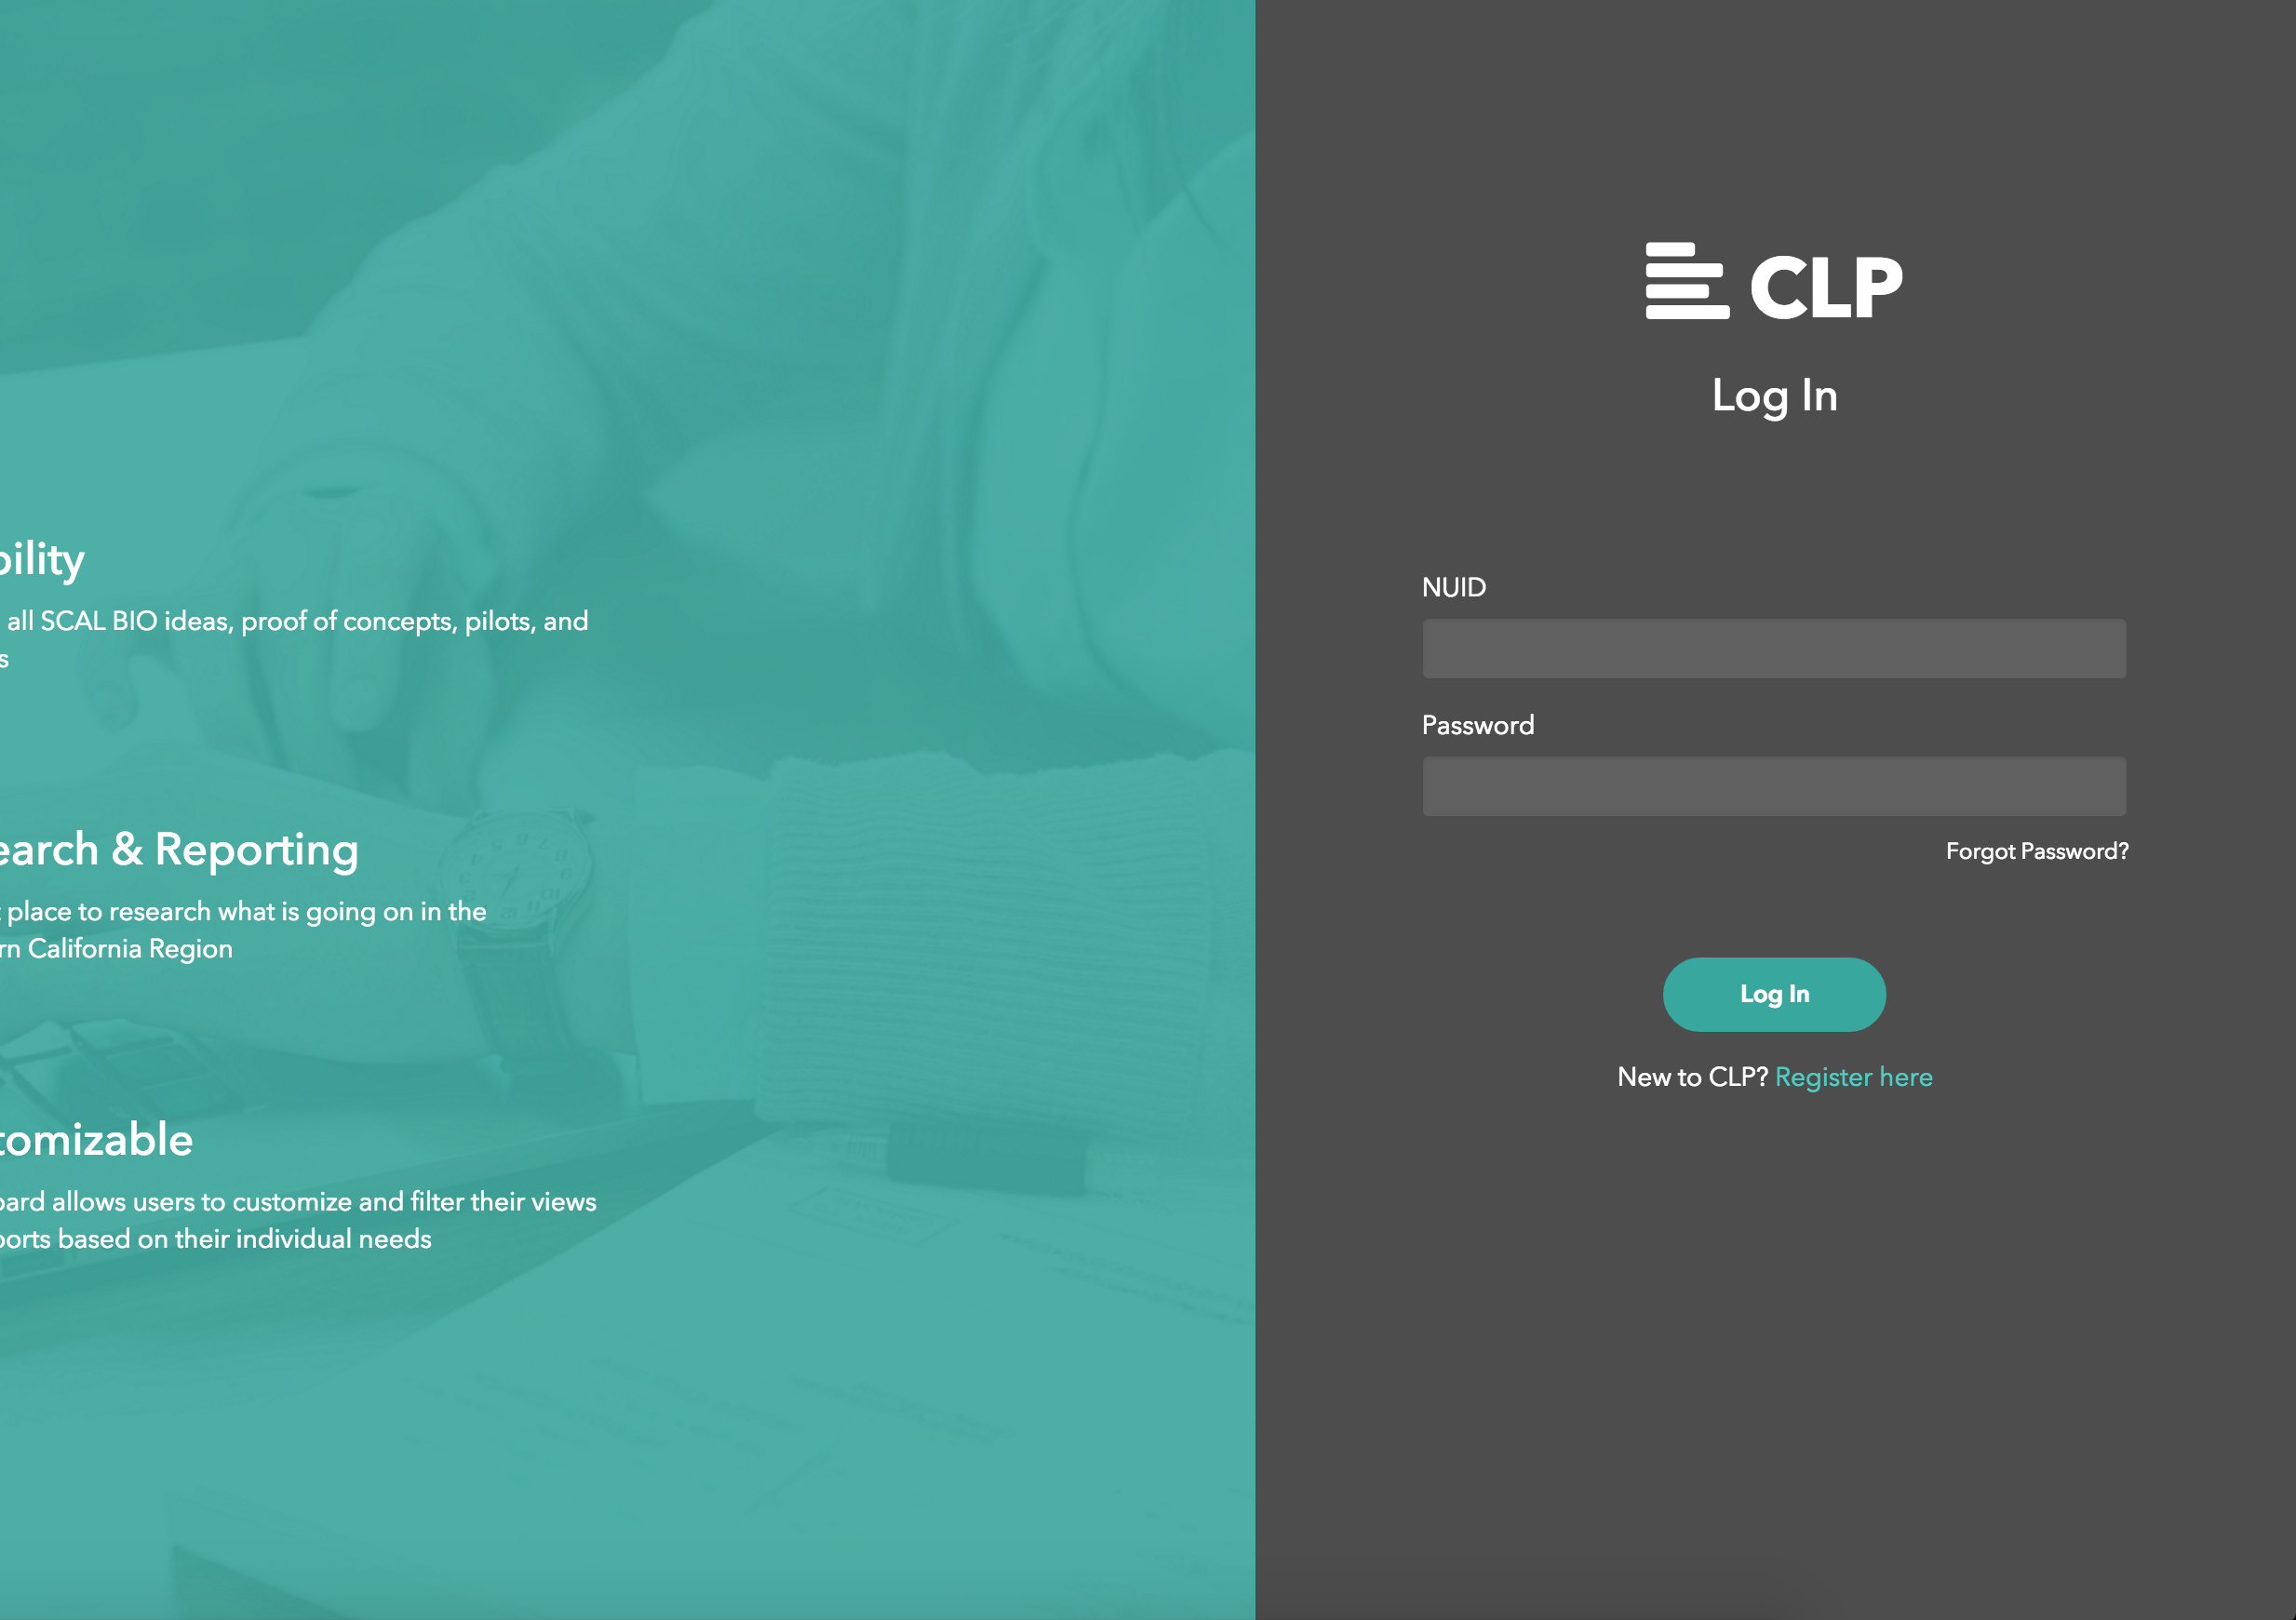 bility
all SCAL BIO ideas, proof of concepts, pilots, and
s
earch & Reporting
place to research what is going on in the
rn California Region
tomizable
oard allows users to customize and filter their views
ports based on their individual needs
CLP
Log In
NUID
Password
Forgot Password?
Log In
New to CLP? Register here